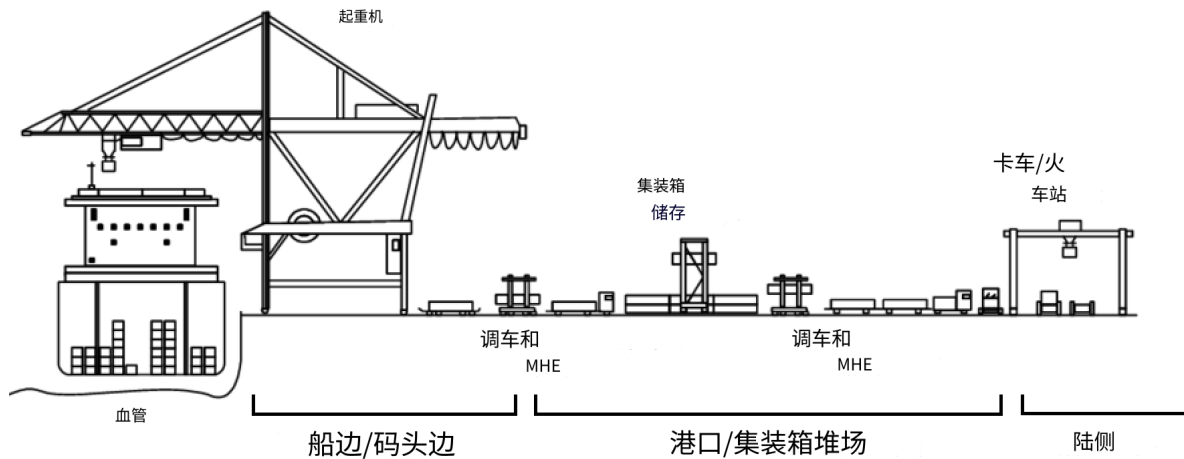 起重机
卡车/火
车站
集装箱
储存
调车和
MHE
调车和
MHE
血管
船边/码头边
港口/集装箱堆场
陆侧